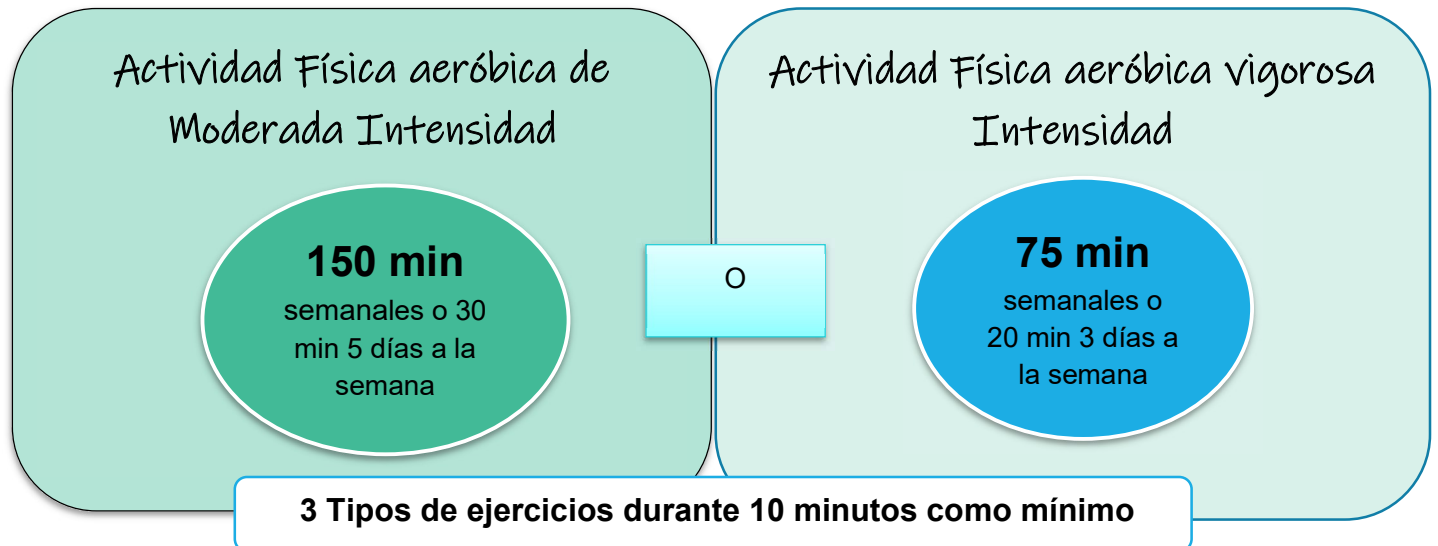 Actividad Física aeróbica de
Moderada Intensidad
150 min
semanales o 30
min 5 días a la
semana
O
Actividad Física aeróbica vigorosa
Intensidad
75 min
semanales o
20 min 3 días a
la semana
3 Tipos de ejercicios durante 10 minutos como mínimo